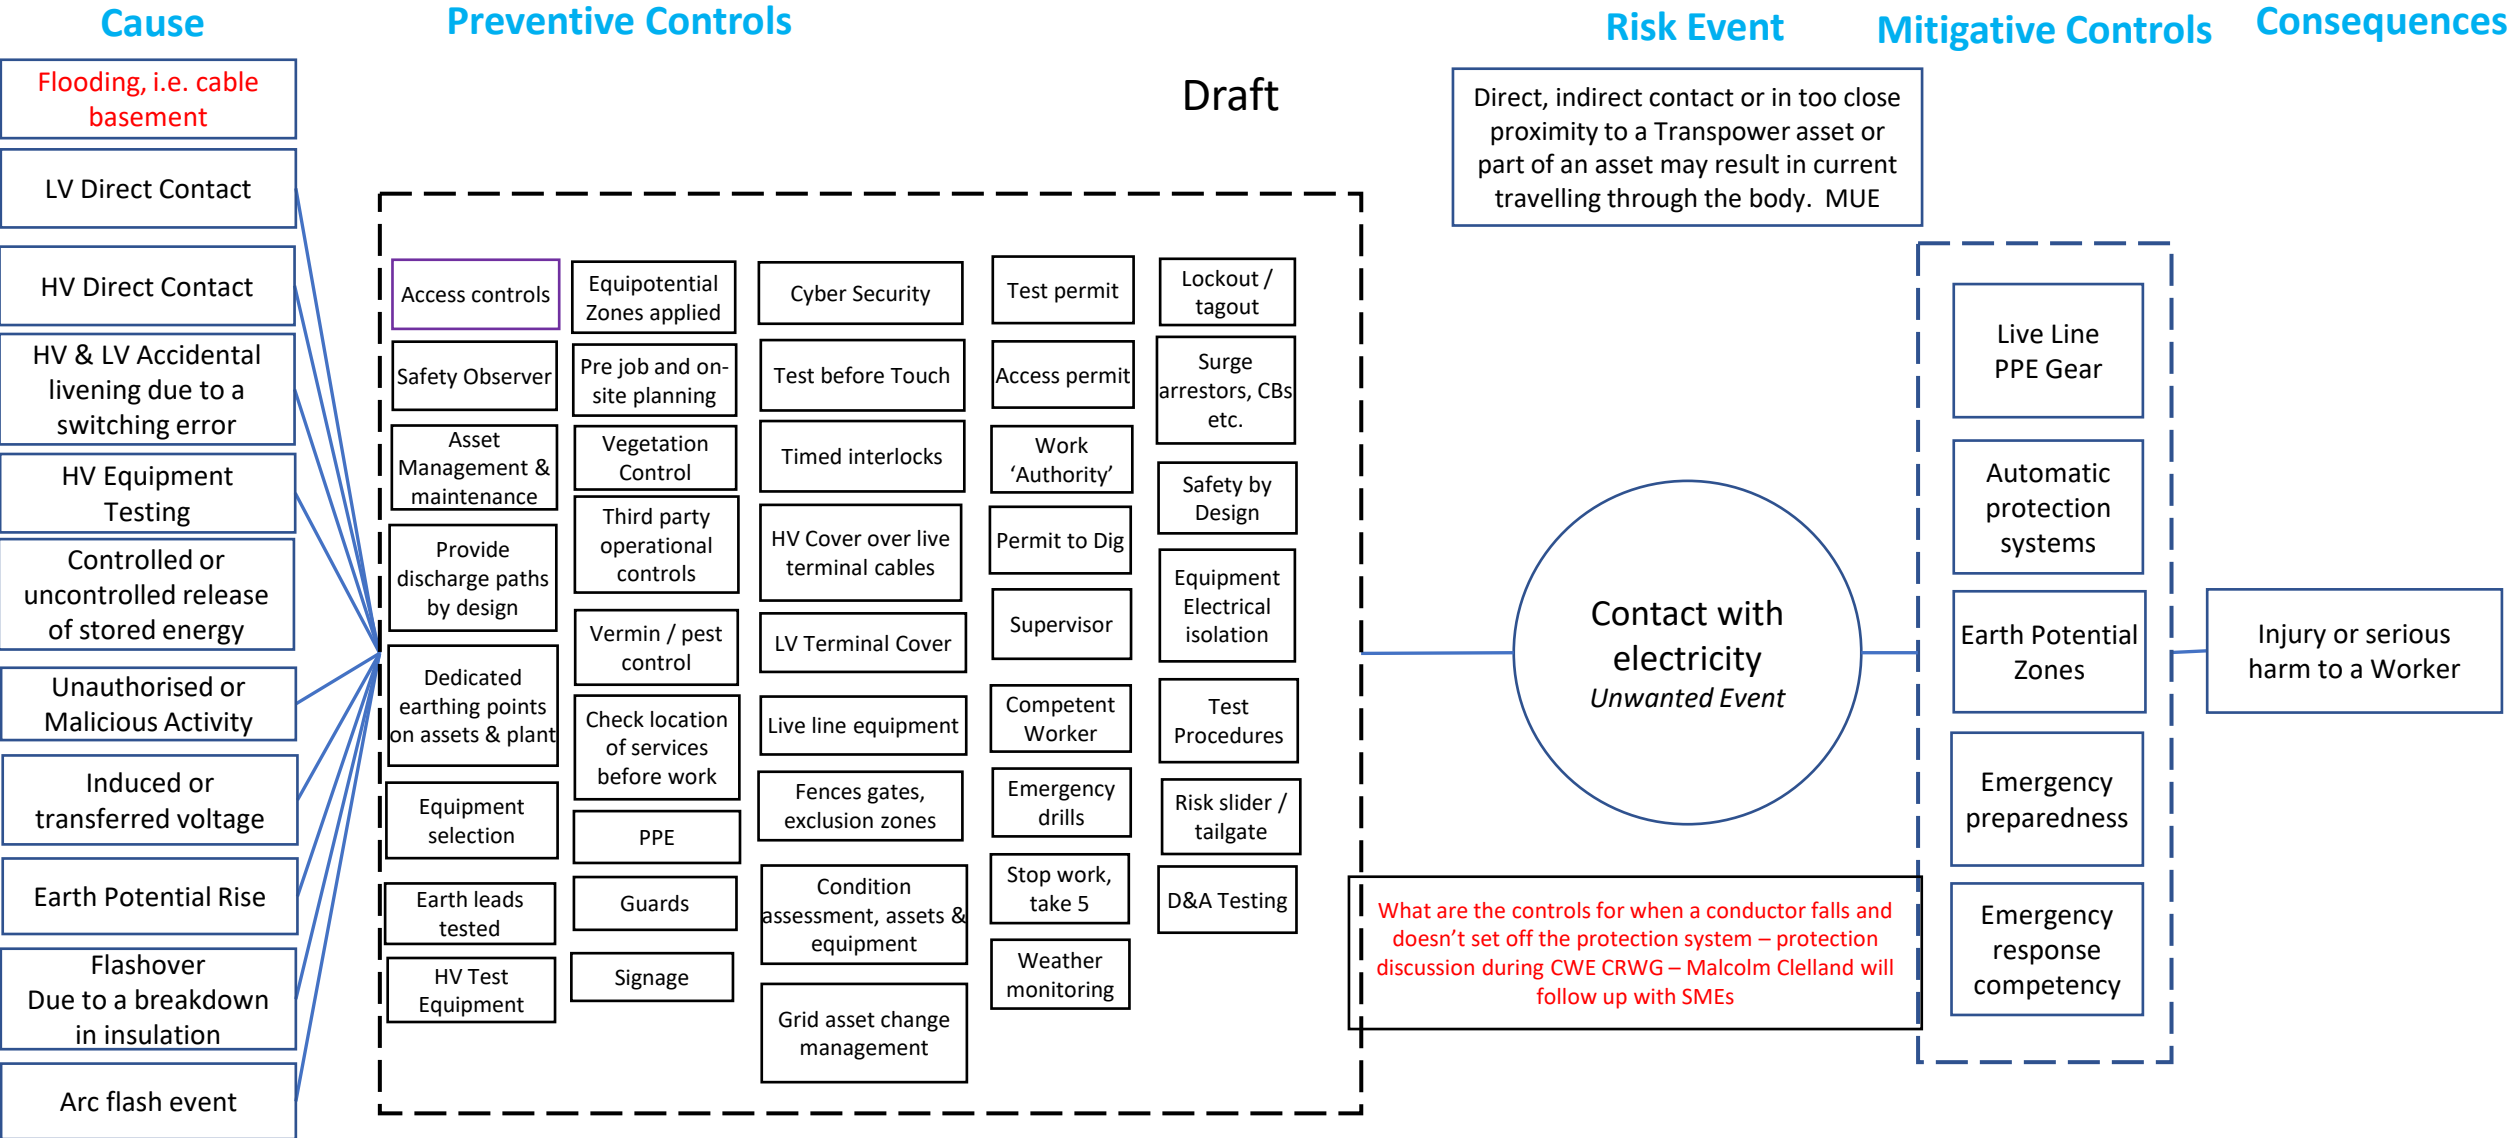 Cause
Preventive Controls
Risk Event
Mitigative Controls
Consequences
Draft
Flooding, i.e. cable
basement
LV Direct Contact
HV Direct Contact
HV & LV Accidental
livening due to a
switching error
HV Equipment
Testing
Controlled or
uncontrolled release
of stored energy
Unauthorised or
Malicious Activity
Induced or
transferred voltage
Earth Potential Rise
Flashover
Due to a breakdown
in insulation
Arc flash event
Access controls
Safety Observer
Asset
Management &
maintenance
Provide
discharge paths
by design
Dedicated
earthing points
on assets & plant
Equipment
selection
Earth leads
tested
HV Test
Equipment
Equipotential
Zones applied
Pre job and on-
site planning
Vegetation
Control
Third party
operational
controls
Vermin / pest
control
Check location
of services
before work
PPE
Guards
Signage
Cyber Security
Test before Touch
Timed interlocks
HV Cover over live
terminal cables
LV Terminal Cover
Live line equipment
Fences gates,
exclusion zones
Condition
assessment, assets &
equipment
Grid asset change
management
Test permit
Access permit
Work
‘Authority’
Permit to Dig
Supervisor
Competent
Worker
Emergency
drills
Stop work,
take 5
Weather
monitoring
Lockout /
tagout
Surge
arrestors, CBs
etc.
Safety by
Design
Equipment
Electrical
isolation
Test
Procedures
Risk slider /
tailgate
D&A Testing
Direct, indirect contact or in too close
proximity to a Transpower asset or
part of an asset may result in current
travelling through the body.  MUE
Contact with
electricity
Unwanted Event
What are the controls for when a conductor falls and
doesn’t set off the protection system – protection
discussion during CWE CRWG – Malcolm Clelland will
follow up with SMEs
Live Line
PPE Gear
Automatic
protection
systems
Earth Potential
Zones
Emergency
preparedness
Emergency
response
competency
Injury or serious
harm to a Worker